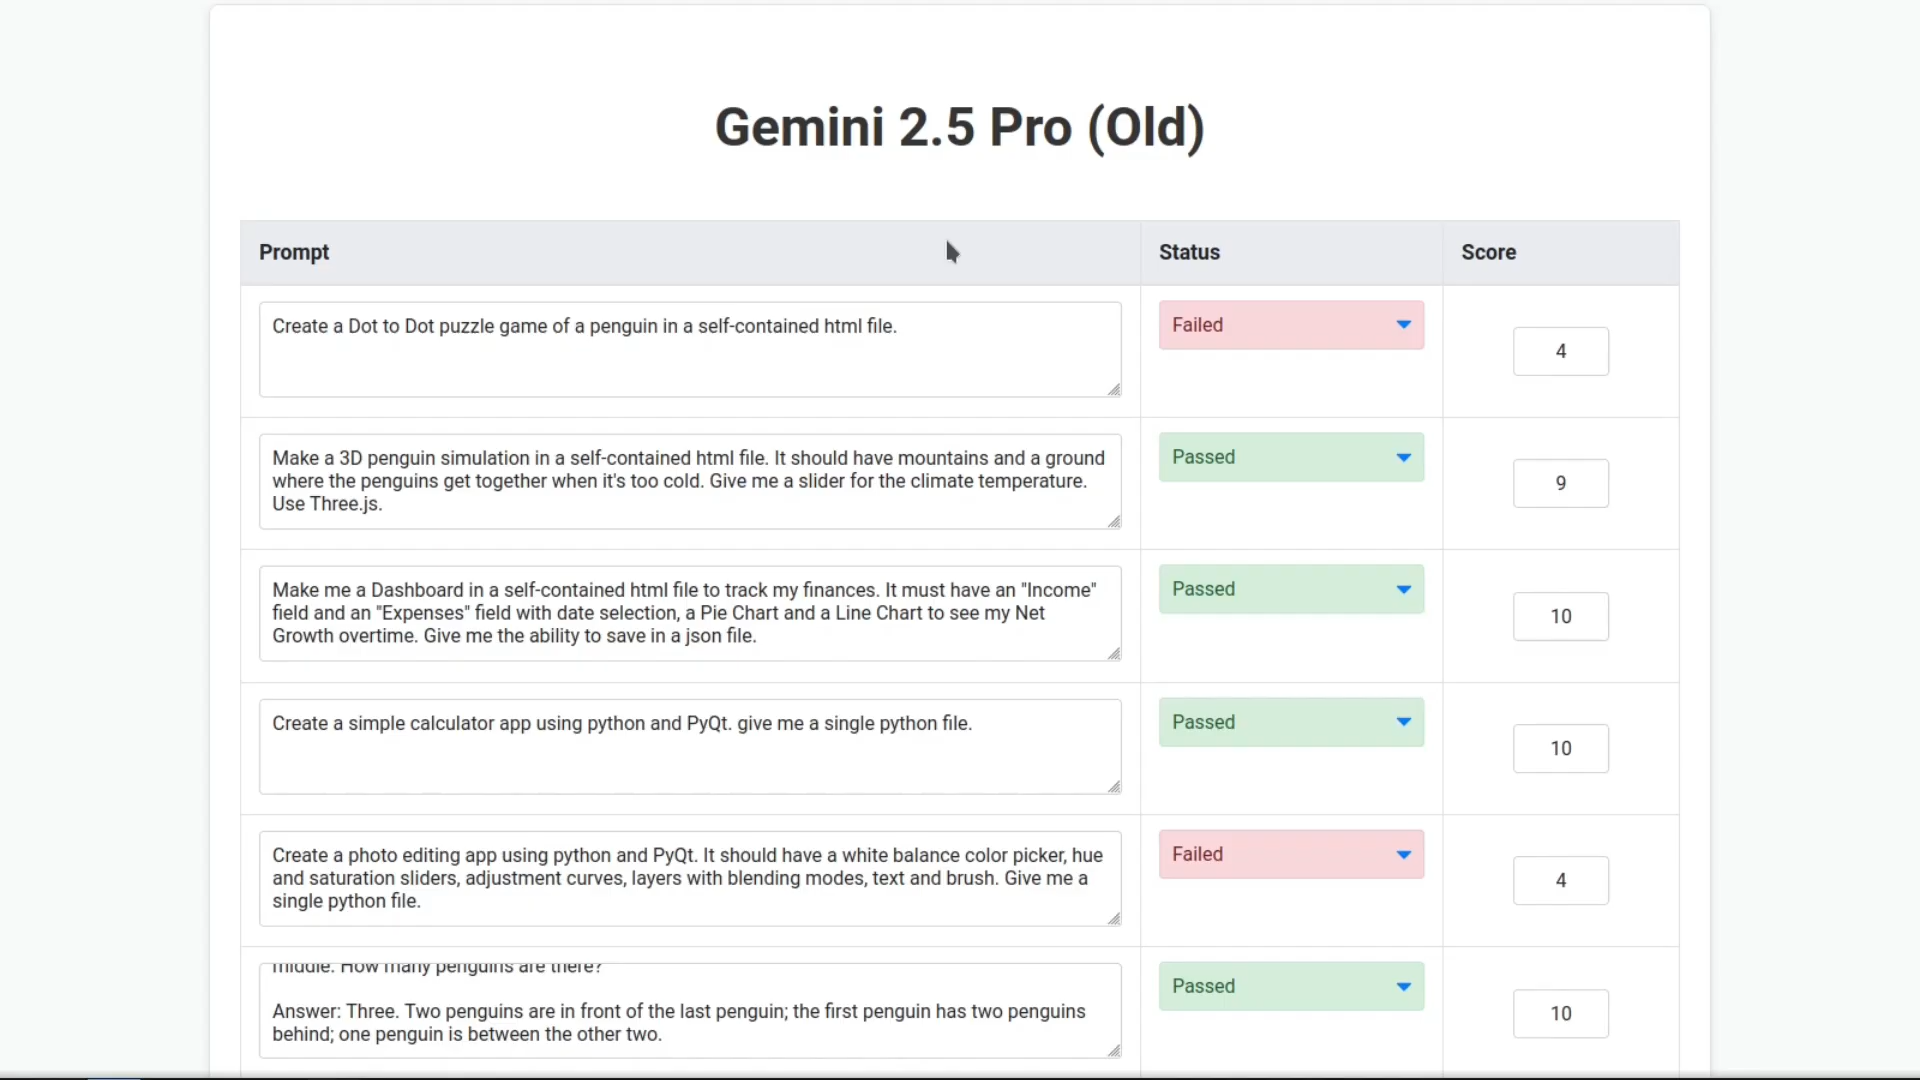 Gemini 2.5 Pro (Old)
Prompt
Status
Score
Create a Dot to Dot puzzle game of a penguin in a self-contained html file.
Failed
4
Make a 3D penguin simulation in a self-contained html file. It should have mountains and a ground
where the penguins get together when it's too cold. Give me a slider for the climate temperature.
Use Three.js.
Passed
9
Make me a Dashboard in a self-contained html file to track my finances. It must have an "Income"
field and an "Expenses" field with date selection, a Pie Chart and a Line Chart to see my Net
Growth overtime. Give me the ability to save in a json file.
Passed
10
Create a simple calculator app using python and PyQt. give me a single python file.
Passed
10
Create a photo editing app using python and PyQt. It should have a white balance color picker, hue
and saturation sliders, adjustment curves, layers with blending modes, text and brush. Give me a
single python file.
Failed
4
middle. How many penguins are there?
Answer: Three. Two penguins are in front of the last penguin; the first penguin has two penguins
behind; one penguin is between the other two.
Passed
10